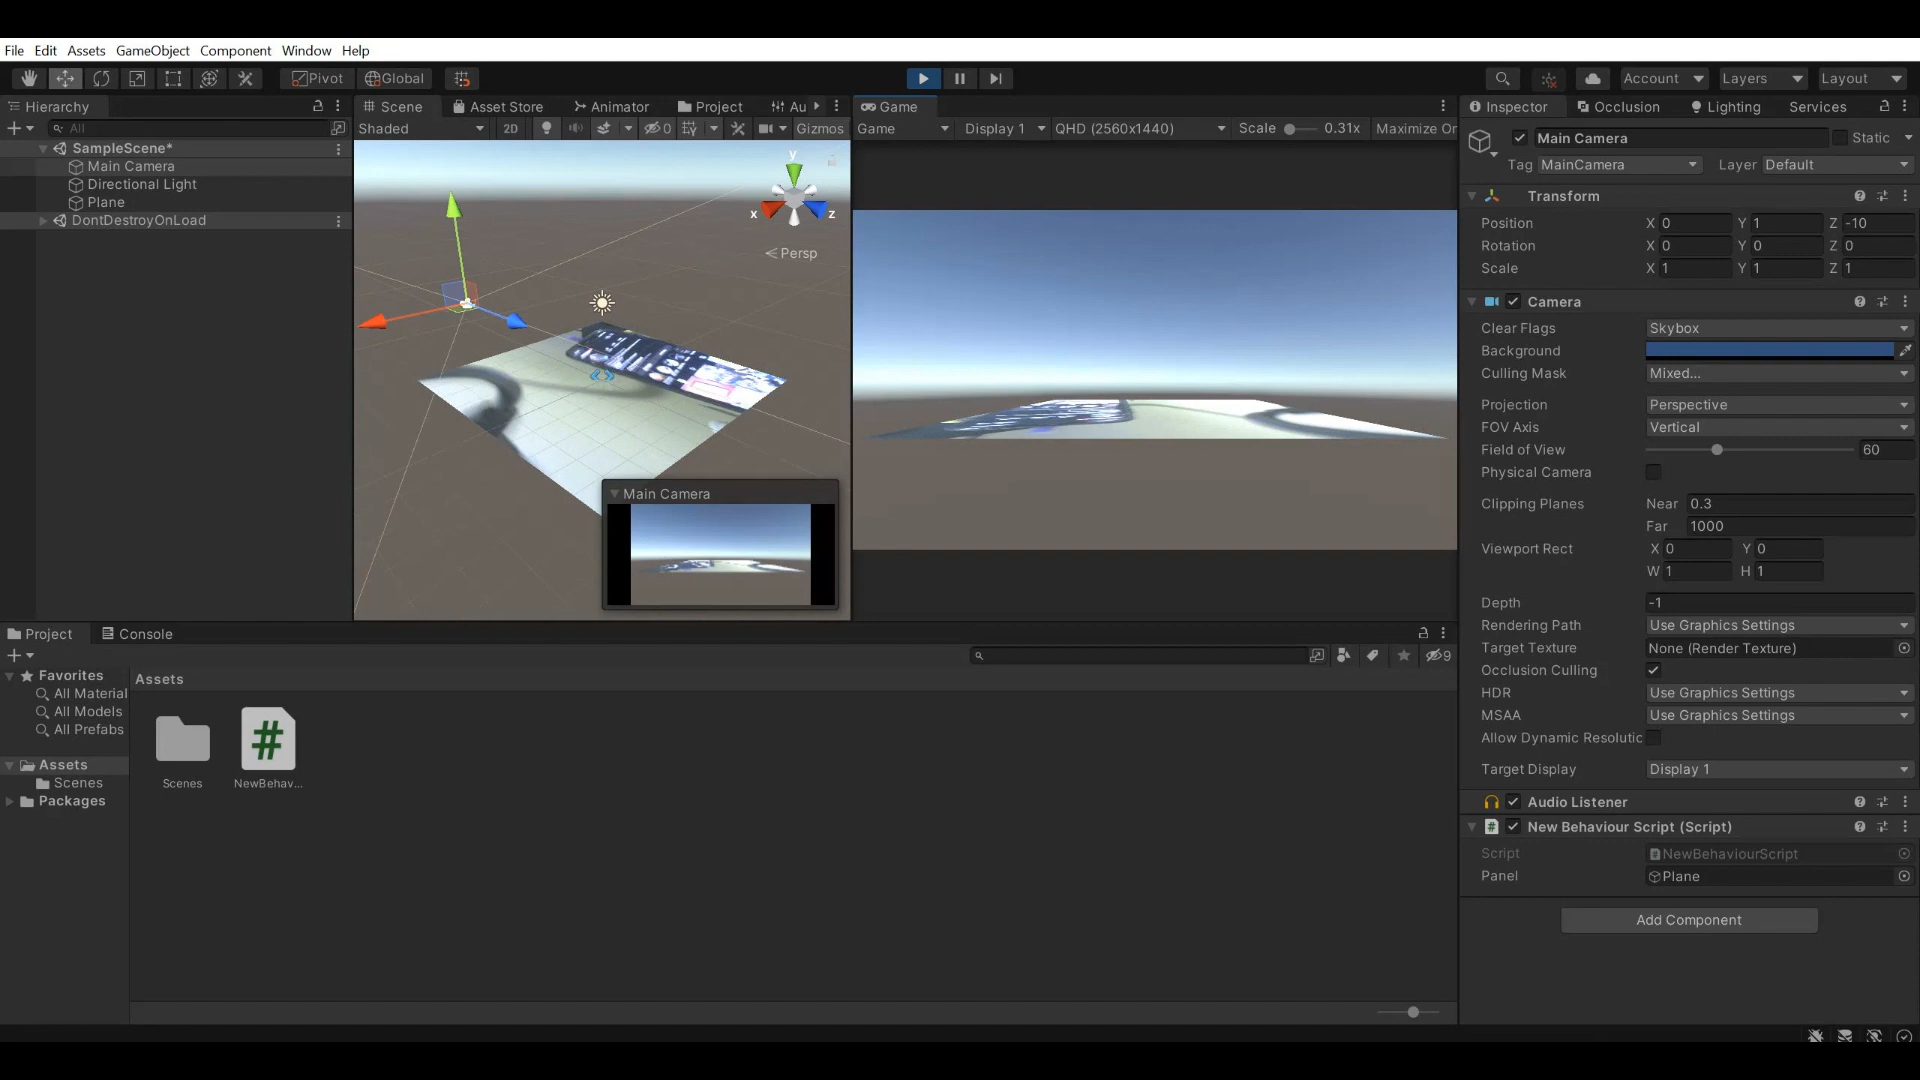 File Edit Assets GameObject Component Window Help
Pivot Global
Account Layers Layout
Hierarchy
All
SampleScene*
Main Camera
Directional Light
Plane
DontDestroyOnLoad
Scene Asset Store Animator Project Au
Shaded 2D 0 Gizmos
y
x z
Persp
Main Camera
Game
Game Display 1 QHD (2560x1440) Scale 0.31x Maximize On
Inspector Occlusion Lighting Services
Main Camera Static
Tag MainCamera Layer Default
Transform
Position X 0 Y 1 Z -10
Rotation X 0 Y 0 Z 0
Scale X 1 Y 1 Z 1
Camera
Clear Flags Skybox
Background
Culling Mask Mixed...
Projection Perspective
FOV Axis Vertical
Field of View 60
Physical Camera
Clipping Planes Near 0.3
Far 1000
Viewport Rect X 0 Y 0
W 1 H 1
Depth -1
Rendering Path Use Graphics Settings
Target Texture None (Render Texture)
Occlusion Culling
HDR Use Graphics Settings
MSAA Use Graphics Settings
Allow Dynamic Resolutic
Target Display Display 1
Audio Listener
# New Behaviour Script (Script)
Script NewBehaviourScript
Panel Plane
Add Component
Project Console
9
Favorites
All Material
All Models
All Prefabs
Assets
Scenes
Packages
Assets
#
Scenes NewBehav...